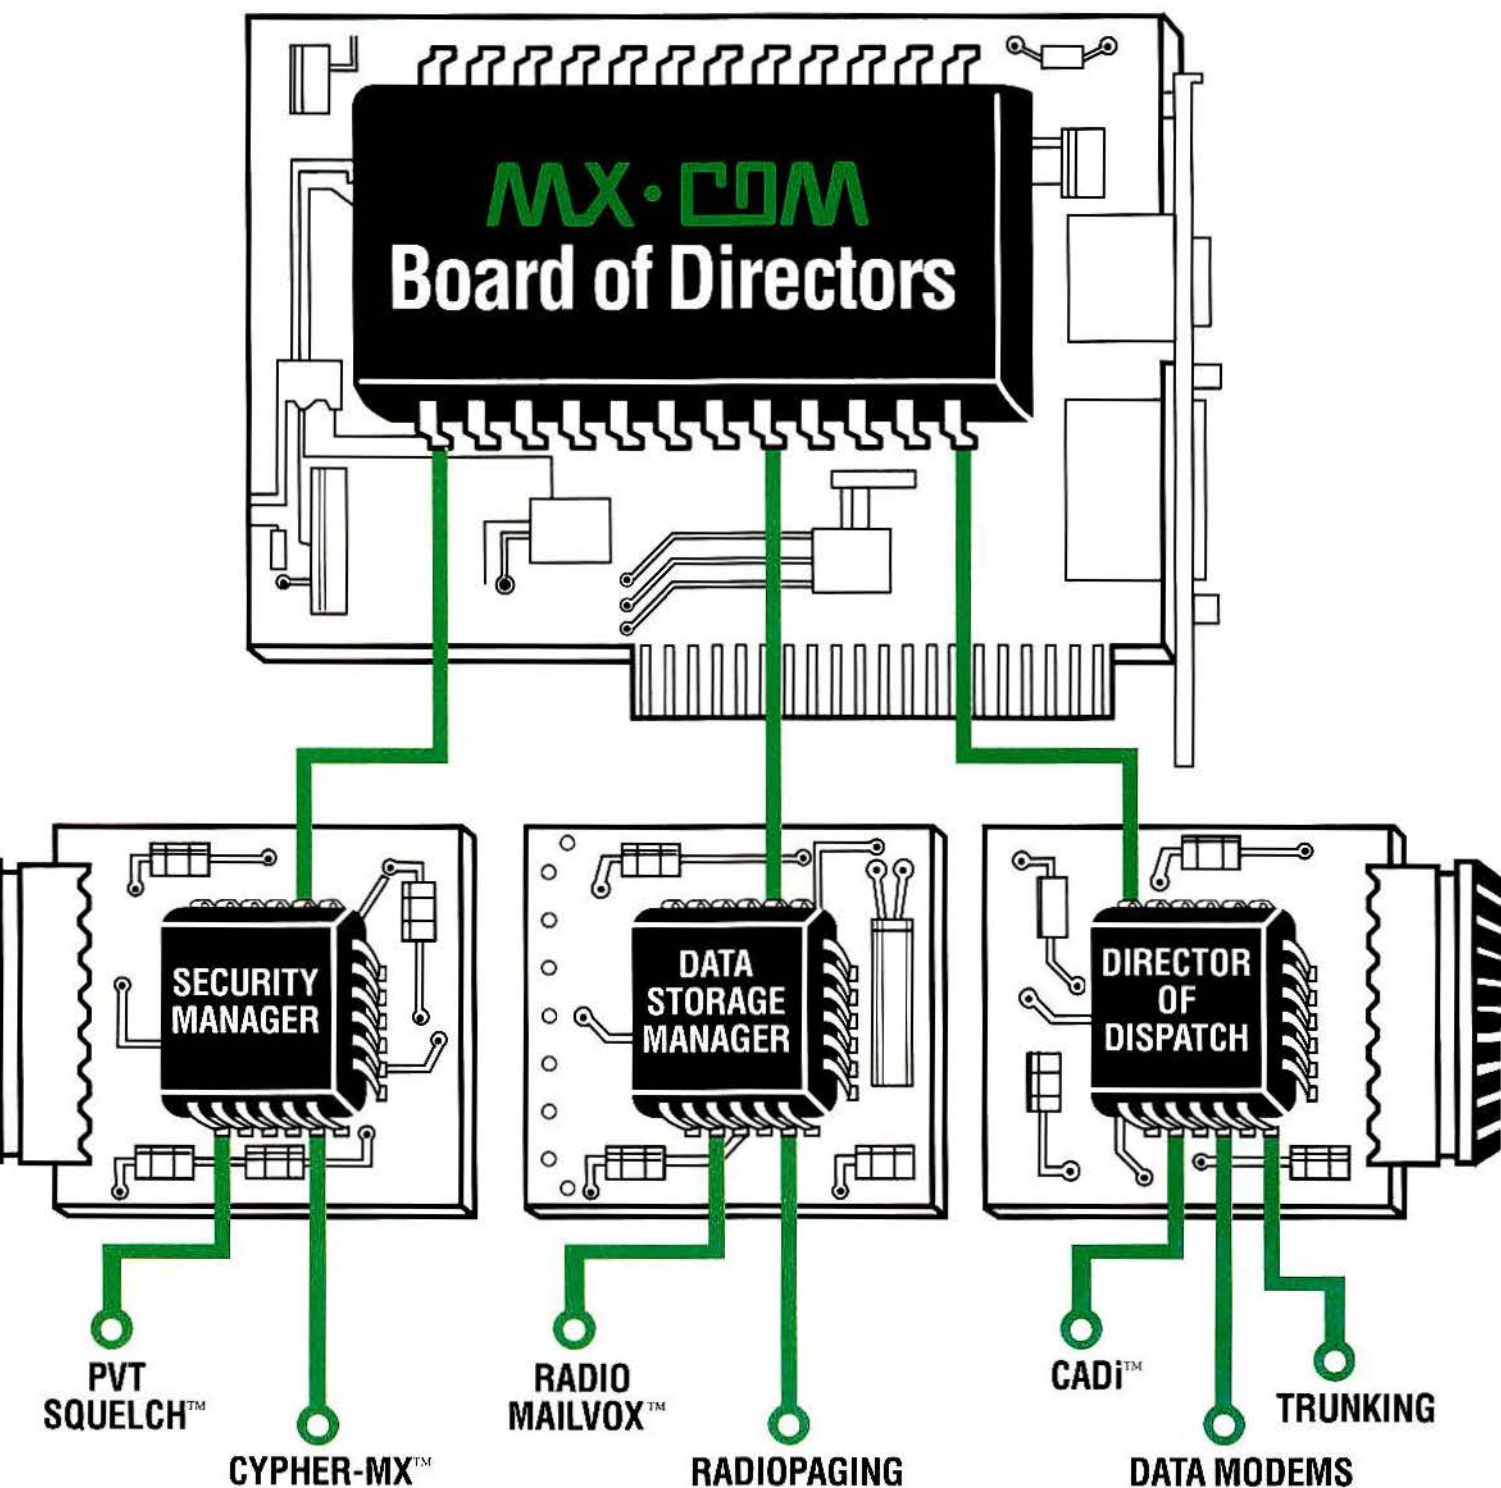 MX·COM
Board of Directors
SECURITY
MANAGER
DATA
STORAGE
MANAGER
DIRECTOR
OF
DISPATCH
PVT
SQUELCH™
CYPHER-MX™
RADIO
MAILVOX™
RADIOPAGING
CADi™
DATA MODEMS
TRUNKING